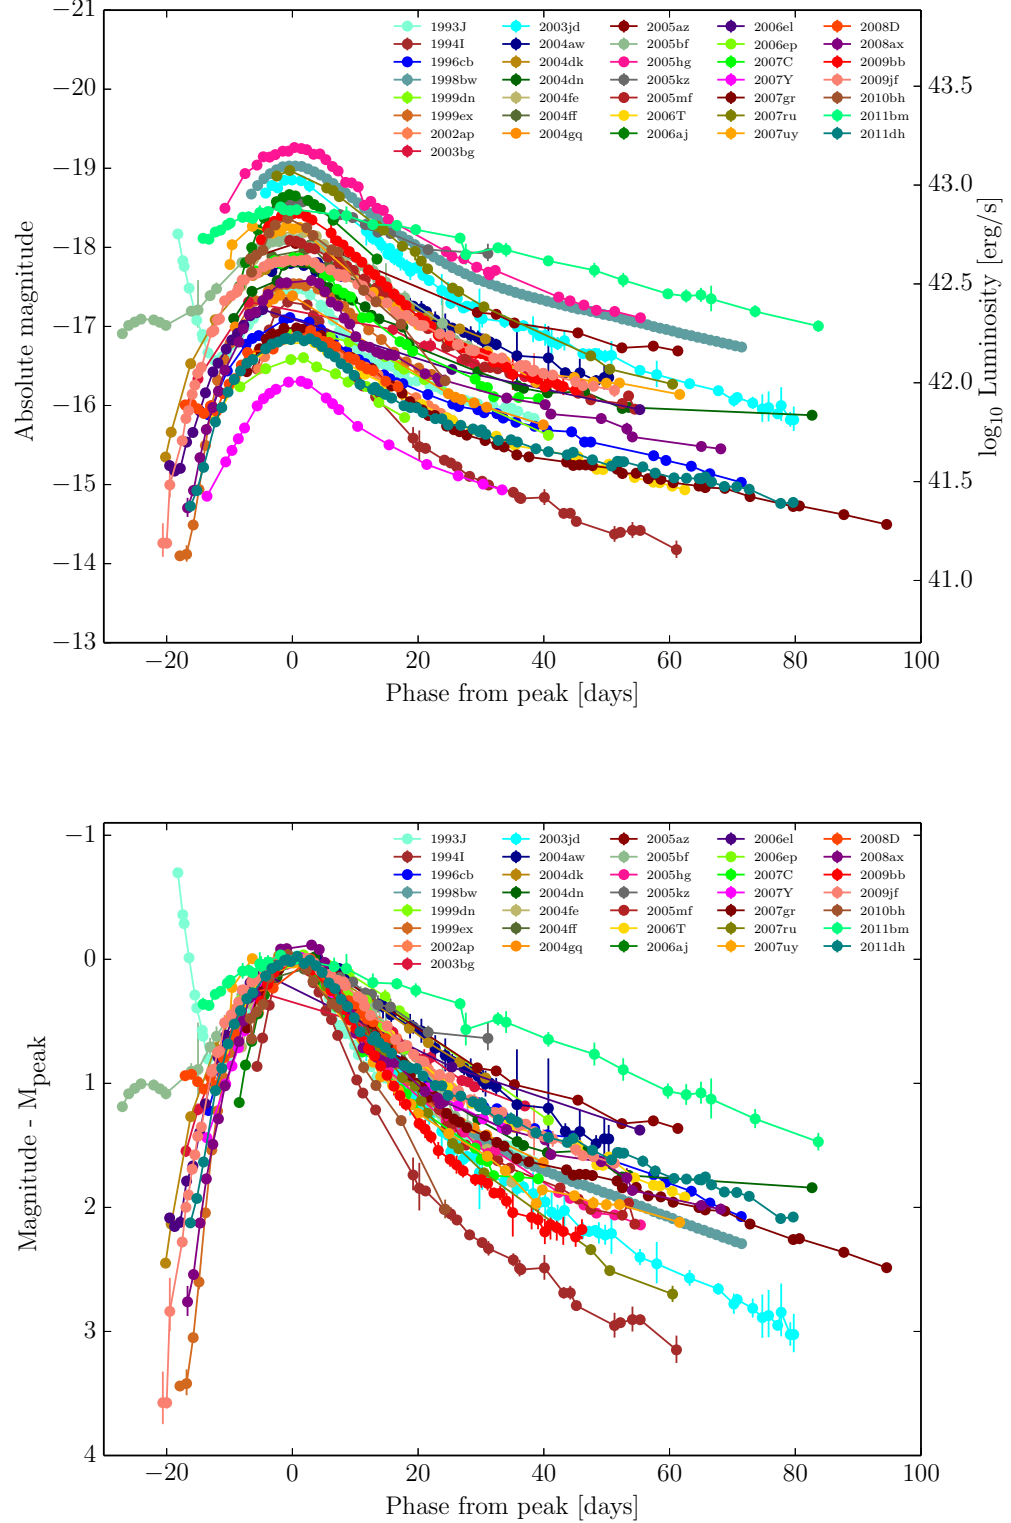 −21
−20
−19
−18
−17
−16
−15
−14
−13
Absolute magnitude
1993J 2003jd 2005az 2006el 2008D
1994I 2004aw 2005bf 2006ep 2008ax
1996cb 2004dk 2005hg 2007C 2009bb
1998bw 2004dn 2005kz 2007Y 2009jf
1999dn 2004fe 2005mf 2007gr 2010bh
1999ex 2004ff 2006T 2007ru 2011bm
2002ap 2004gq 2006aj 2007uy 2011dh
2003bg
43.5
43.0
42.5
42.0
41.5
41.0
log10 Luminosity [erg/s]
−20 0 20 40 60 80 100
Phase from peak [days]
−1
0
1
2
3
4
Magnitude - Mpeak
1993J 2003jd 2005az 2006el 2008D
1994I 2004aw 2005bf 2006ep 2008ax
1996cb 2004dk 2005hg 2007C 2009bb
1998bw 2004dn 2005kz 2007Y 2009jf
1999dn 2004fe 2005mf 2007gr 2010bh
1999ex 2004ff 2006T 2007ru 2011bm
2002ap 2004gq 2006aj 2007uy 2011dh
2003bg
−20 0 20 40 60 80 100
Phase from peak [days]